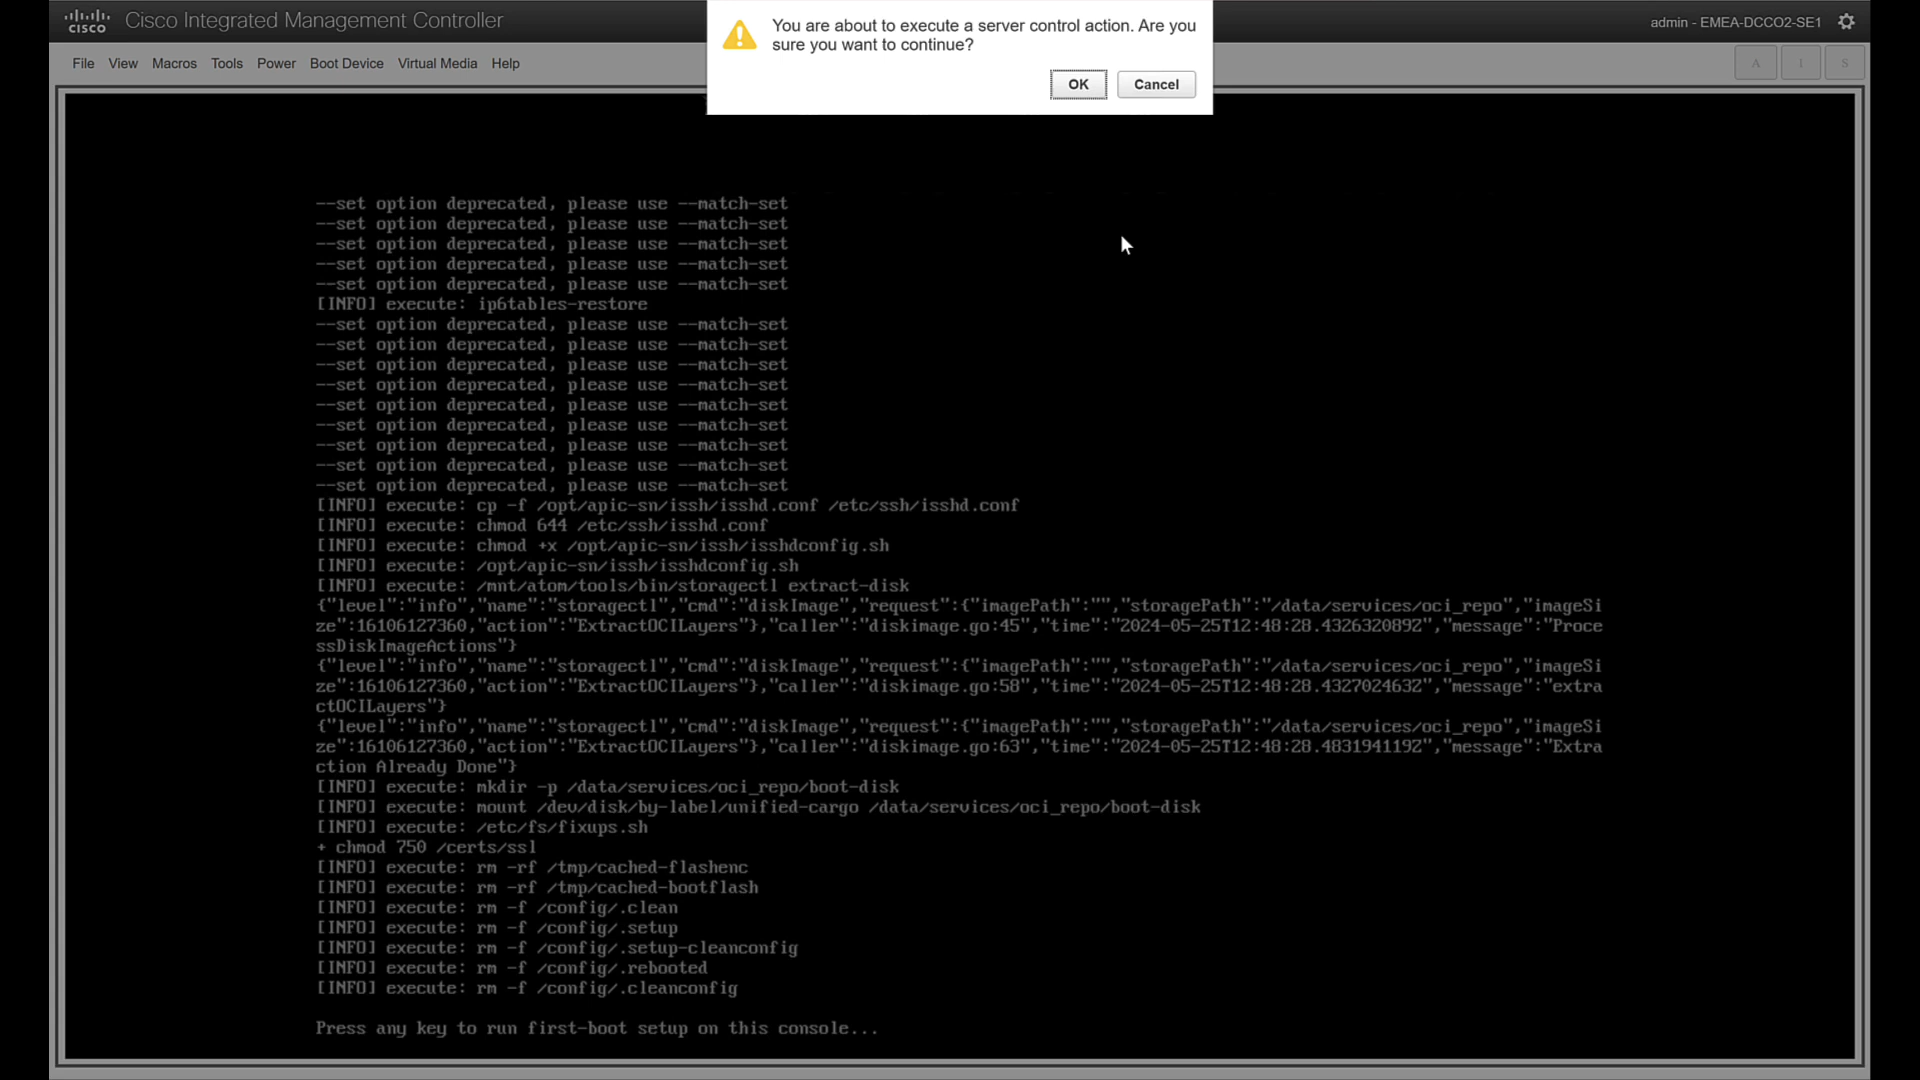 cisco Cisco Integrated Management Controller
admin - EMEA-DCCO2-SE1
You are about to execute a server control action. Are you
sure you want to continue?
OK Cancel
File View Macros Tools Power Boot Device Virtual Media Help
A I S
--set option deprecated, please use --match-set
--set option deprecated, please use --match-set
--set option deprecated, please use --match-set
--set option deprecated, please use --match-set
--set option deprecated, please use --match-set
[INFO] execute: ip6tables-restore
--set option deprecated, please use --match-set
--set option deprecated, please use --match-set
--set option deprecated, please use --match-set
--set option deprecated, please use --match-set
--set option deprecated, please use --match-set
--set option deprecated, please use --match-set
--set option deprecated, please use --match-set
--set option deprecated, please use --match-set
--set option deprecated, please use --match-set
[INFO] execute: cp -f /opt/apic-sn/issh/isshd.conf /etc/ssh/isshd.conf
[INFO] execute: chmod 644 /etc/ssh/isshd.conf
[INFO] execute: chmod +x /opt/apic-sn/issh/isshdconfig.sh
[INFO] execute: /opt/apic-sn/issh/isshdconfig.sh
[INFO] execute: /mnt/atom/tools/bin/storagectl extract-disk
{"level":"info","name":"storagectl","cmd":"diskImage","request":{"imagePath":"","storagePath":"/data/services/oci_repo","imageSi
ze":16106127360,"action":"ExtractOCILayers"},"caller":"diskimage.go:45","time":"2024-05-25T12:48:28.432632089Z","message":"Proce
ssDiskImageActions"}
{"level":"info","name":"storagectl","cmd":"diskImage","request":{"imagePath":"","storagePath":"/data/services/oci_repo","imageSi
ze":16106127360,"action":"ExtractOCILayers"},"caller":"diskimage.go:58","time":"2024-05-25T12:48:28.432702463Z","message":"extra
ctOCILayers"}
{"level":"info","name":"storagectl","cmd":"diskImage","request":{"imagePath":"","storagePath":"/data/services/oci_repo","imageSi
ze":16106127360,"action":"ExtractOCILayers"},"caller":"diskimage.go:63","time":"2024-05-25T12:48:28.483194119Z","message":"Extra
ction Already Done"}
[INFO] execute: mkdir -p /data/services/oci_repo/boot-disk
[INFO] execute: mount /dev/disk/by-label/unified-cargo /data/services/oci_repo/boot-disk
[INFO] execute: /etc/fs/fixups.sh
+ chmod 750 /certs/ssl
[INFO] execute: rm -rf /tmp/cached-flashenc
[INFO] execute: rm -rf /tmp/cached-bootflash
[INFO] execute: rm -f /config/.clean
[INFO] execute: rm -f /config/.setup
[INFO] execute: rm -f /config/.setup-cleanconfig
[INFO] execute: rm -f /config/.rebooted
[INFO] execute: rm -f /config/.cleanconfig
Press any key to run first-boot setup on this console...